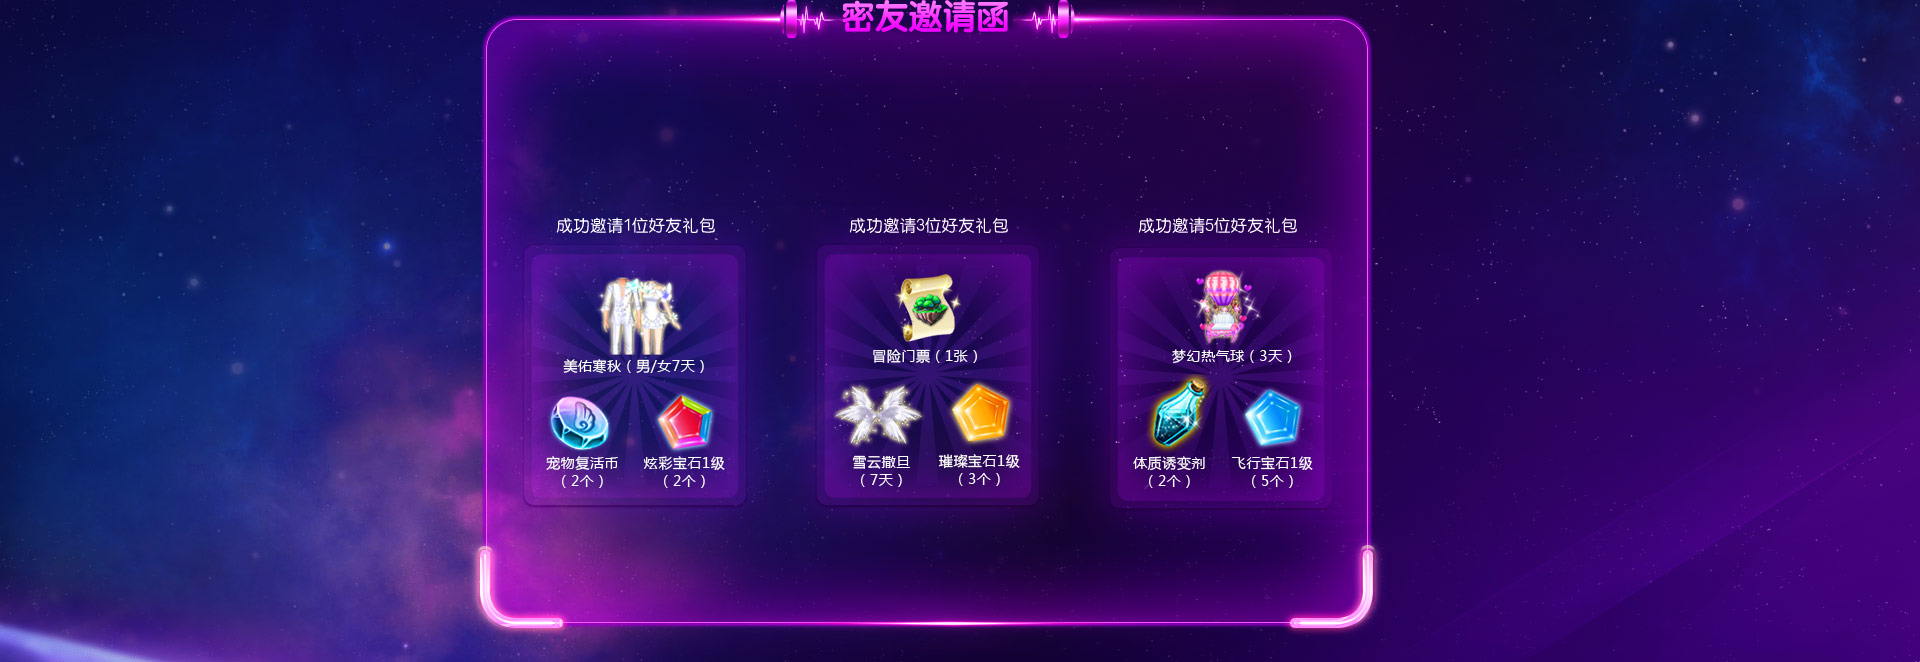 密友邀请函
成功邀请1位好友礼包
美佑寒秋（男/女7天）
宠物复活币
（2个）
炫彩宝石1级
（2个）
成功邀请3位好友礼包
冒险门票（1张）
雪云撒旦
（7天）
璀璨宝石1级
（3个）
成功邀请5位好友礼包
梦幻热气球（3天）
体质诱变剂
（2个）
飞行宝石1级
（5个）